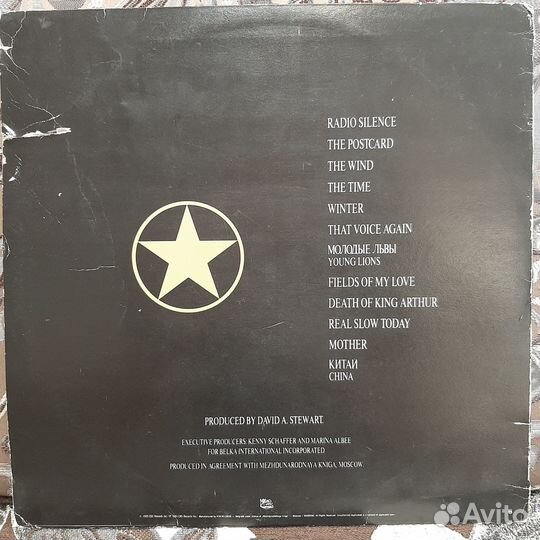 RADIO SILENCE
THE POSTCARD
THE WIND
THE TIME
WINTER
THAT VOICE AGAIN
МОЛОДЫЕ ЛЬВЫ
YOUNG LIONS
FIELDS OF MY LOVE
DEATH OF KING ARTHUR
REAL SLOW TODAY
MOTHER
КИТАИ
CHINA
PRODUCED BY DAVID A. STEWART.
EXECUTIVE PRODUCERS: KENNY SCHAFFER AND MARINA ALBEE
FOR BELKA INTERNATIONAL INCORPORATED
PRODUCED IN AGREEMENT WITH MEZHDUNARODNAYA KNIGA, MOSCOW.
Avito